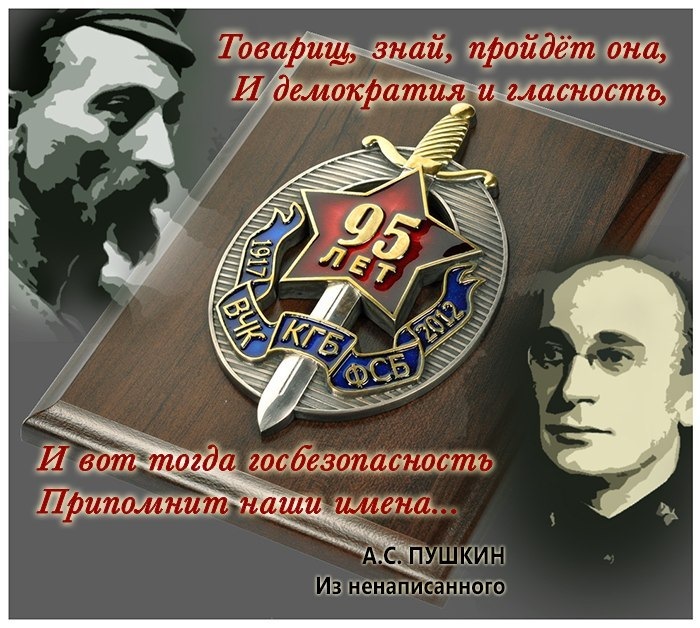 Товарищ, знай, пройдёт она,
И демократия и гласность,
95
ЛЕТ
1917
ВЧК
КГБ
ФСБ
2012
И вот тогда госбезопасность
Припомнит наши имена...
А.С. ПУШКИН
Из ненаписанного